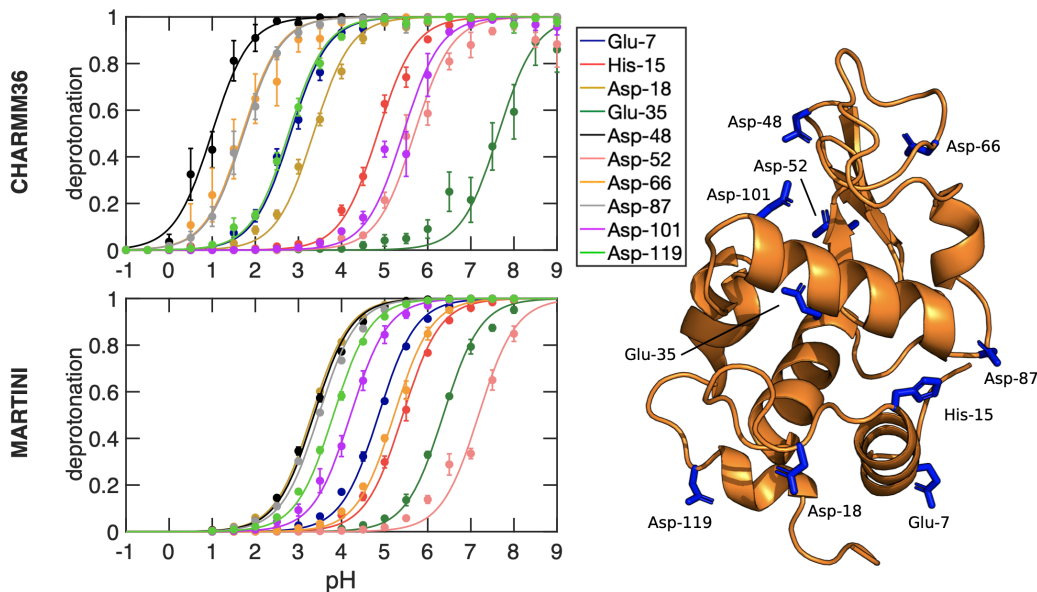 CHARMM36
deprotonation
1
0.8
0.6
0.4
0.2
0
-1 0 1 2 3 4 5 6 7 8 9
Glu-7
His-15
Asp-18
Glu-35
Asp-48
Asp-52
Asp-66
Asp-87
Asp-101
Asp-119
MARTINI
deprotonation
1
0.8
0.6
0.4
0.2
0
-1 0 1 2 3 4 5 6 7 8 9
pH
Asp-48
Asp-66
Asp-52
Asp-101
Glu-35
Asp-87
His-15
Asp-119
Asp-18
Glu-7